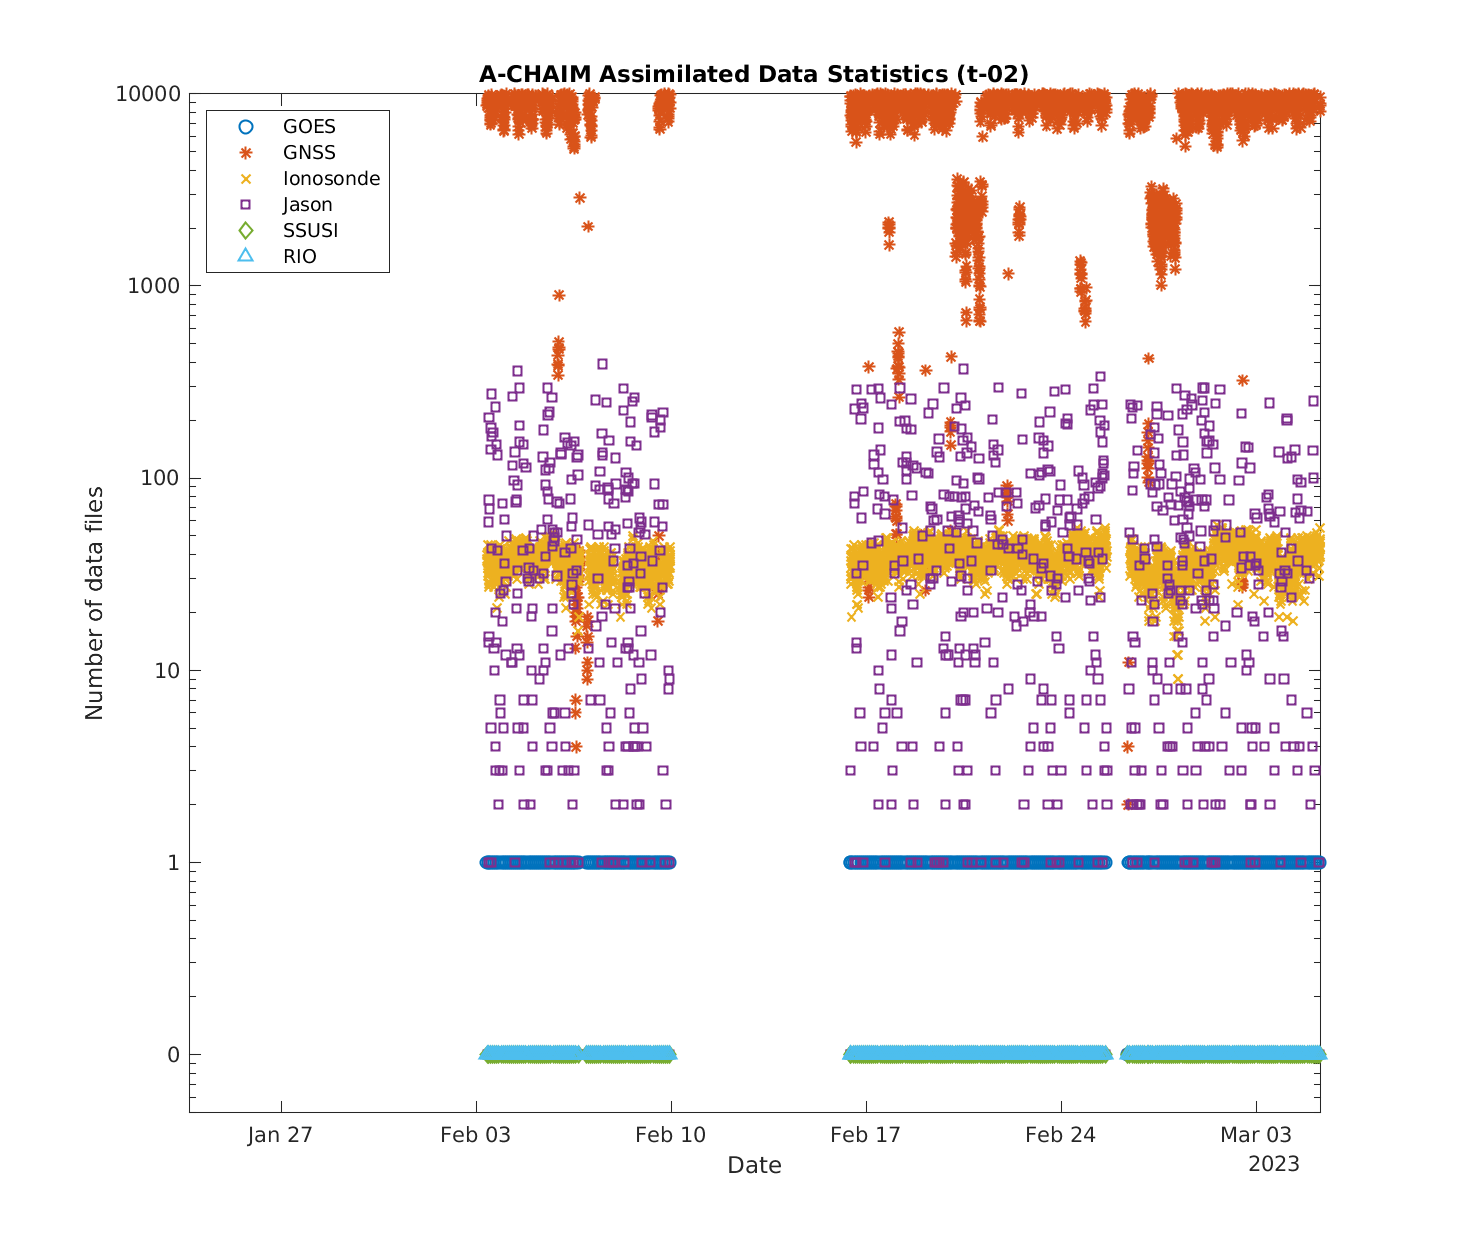 A-CHAIM Assimilated Data Statistics (t-02)
10000
1000
100
10
1
0
Number of data files
GOES
GNSS
Ionosonde
Jason
SSUSI
RIO
Jan 27
Feb 03
Feb 10
Feb 17
Feb 24
Mar 03
2023
Date